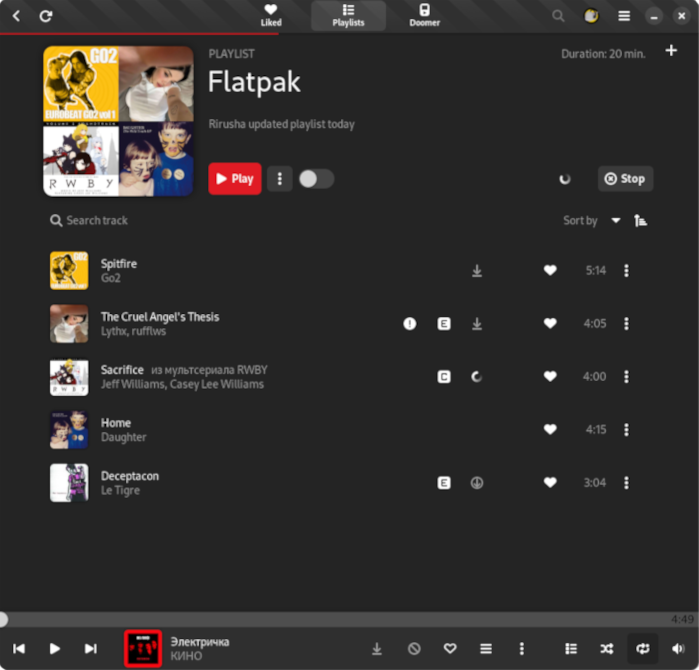 Liked
Playlists
Doomer
PLAYLIST
Duration: 20 min.
Flatpak
Rirusha updated playlist today
GO2
EUROBEAT GO2 vol 1
RWBY
Play
Stop
Search track
Sort by
Spitfire
Go2
5:14
The Cruel Angel's Thesis
Lythx, rufflws
E
4:05
Sacrifice из мультсериала RWBY
Jeff Williams, Casey Lee Williams
C
4:00
Home
Daughter
4:15
Deceptacon
Le Tigre
E
3:04
4:49
Электричка
КИНО